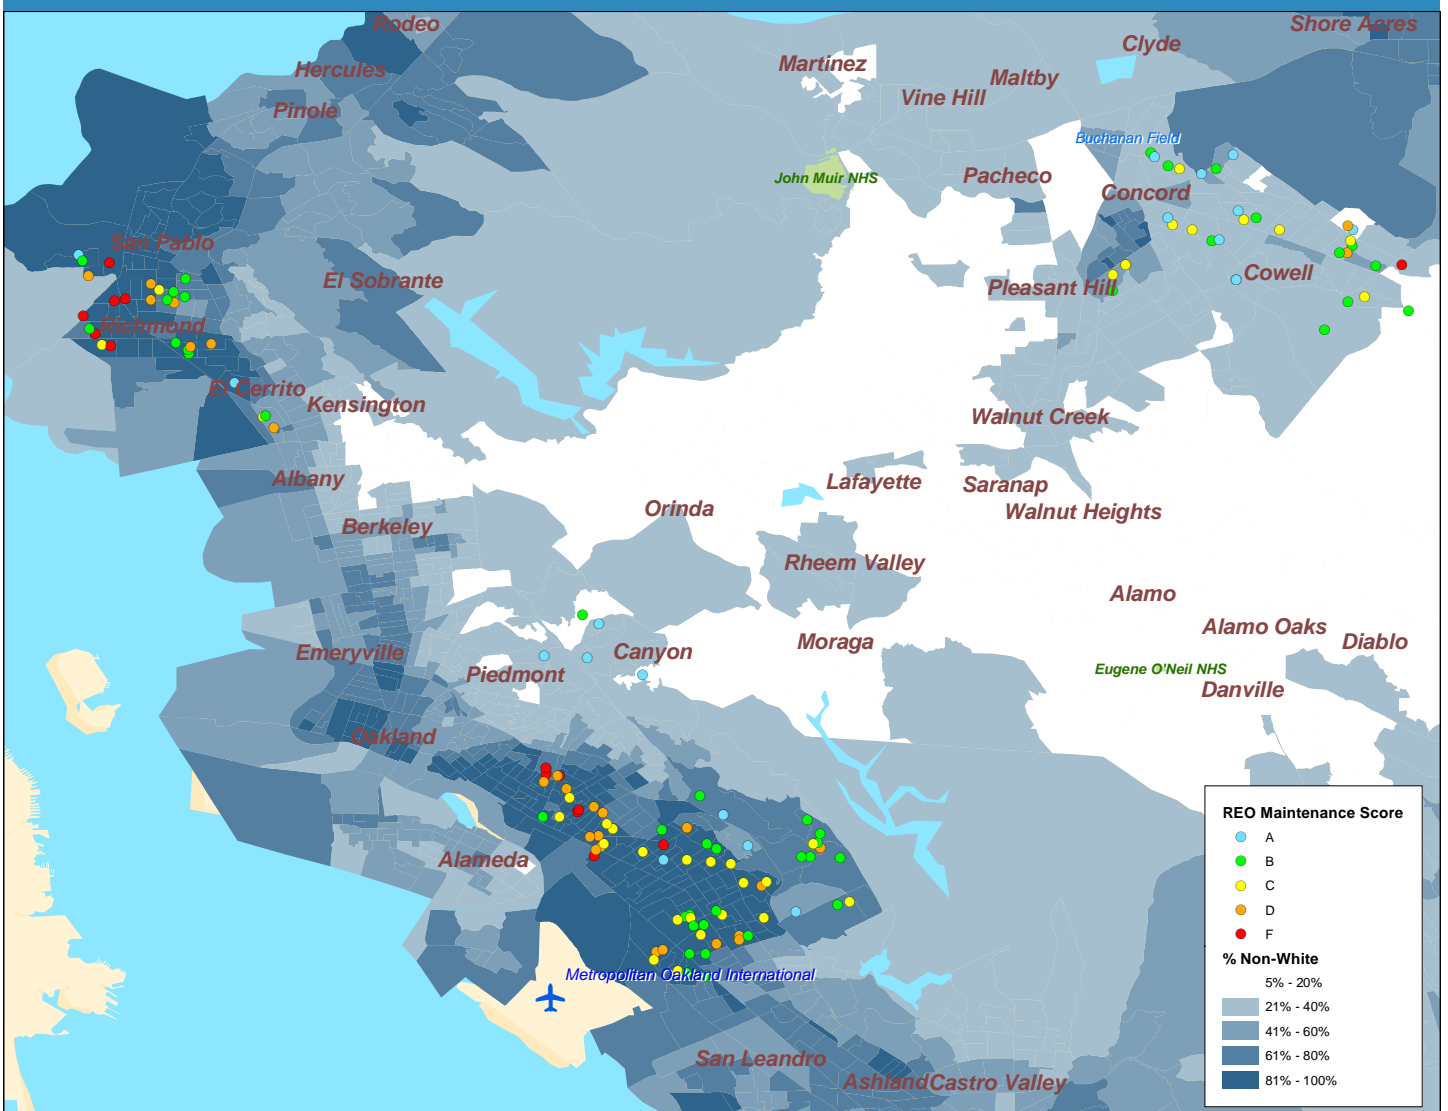 Rodeo
Shore Acres
Clyde
Martinez
Hercules
Maltby
Vine Hill
Pinole
Buchanan Field
John Muir NHS
Pacheco
Concord
San Pablo
El Sobrante
Cowell
Pleasant Hill
Richmond
El Cerrito
Kensington
Walnut Creek
Albany
Lafayette
Saranap
Orinda
Walnut Heights
Berkeley
Rheem Valley
Alamo
Alamo Oaks
Diablo
Moraga
Emeryville
Canyon
Piedmont
Eugene O'Neil NHS
Danville
Oakland
Alameda
Metropolitan Oakland International
San Leandro
Ashland
Castro Valley
REO Maintenance Score
A
B
C
D
F
% Non-White
5% - 20%
21% - 40%
41% - 60%
61% - 80%
81% - 100%